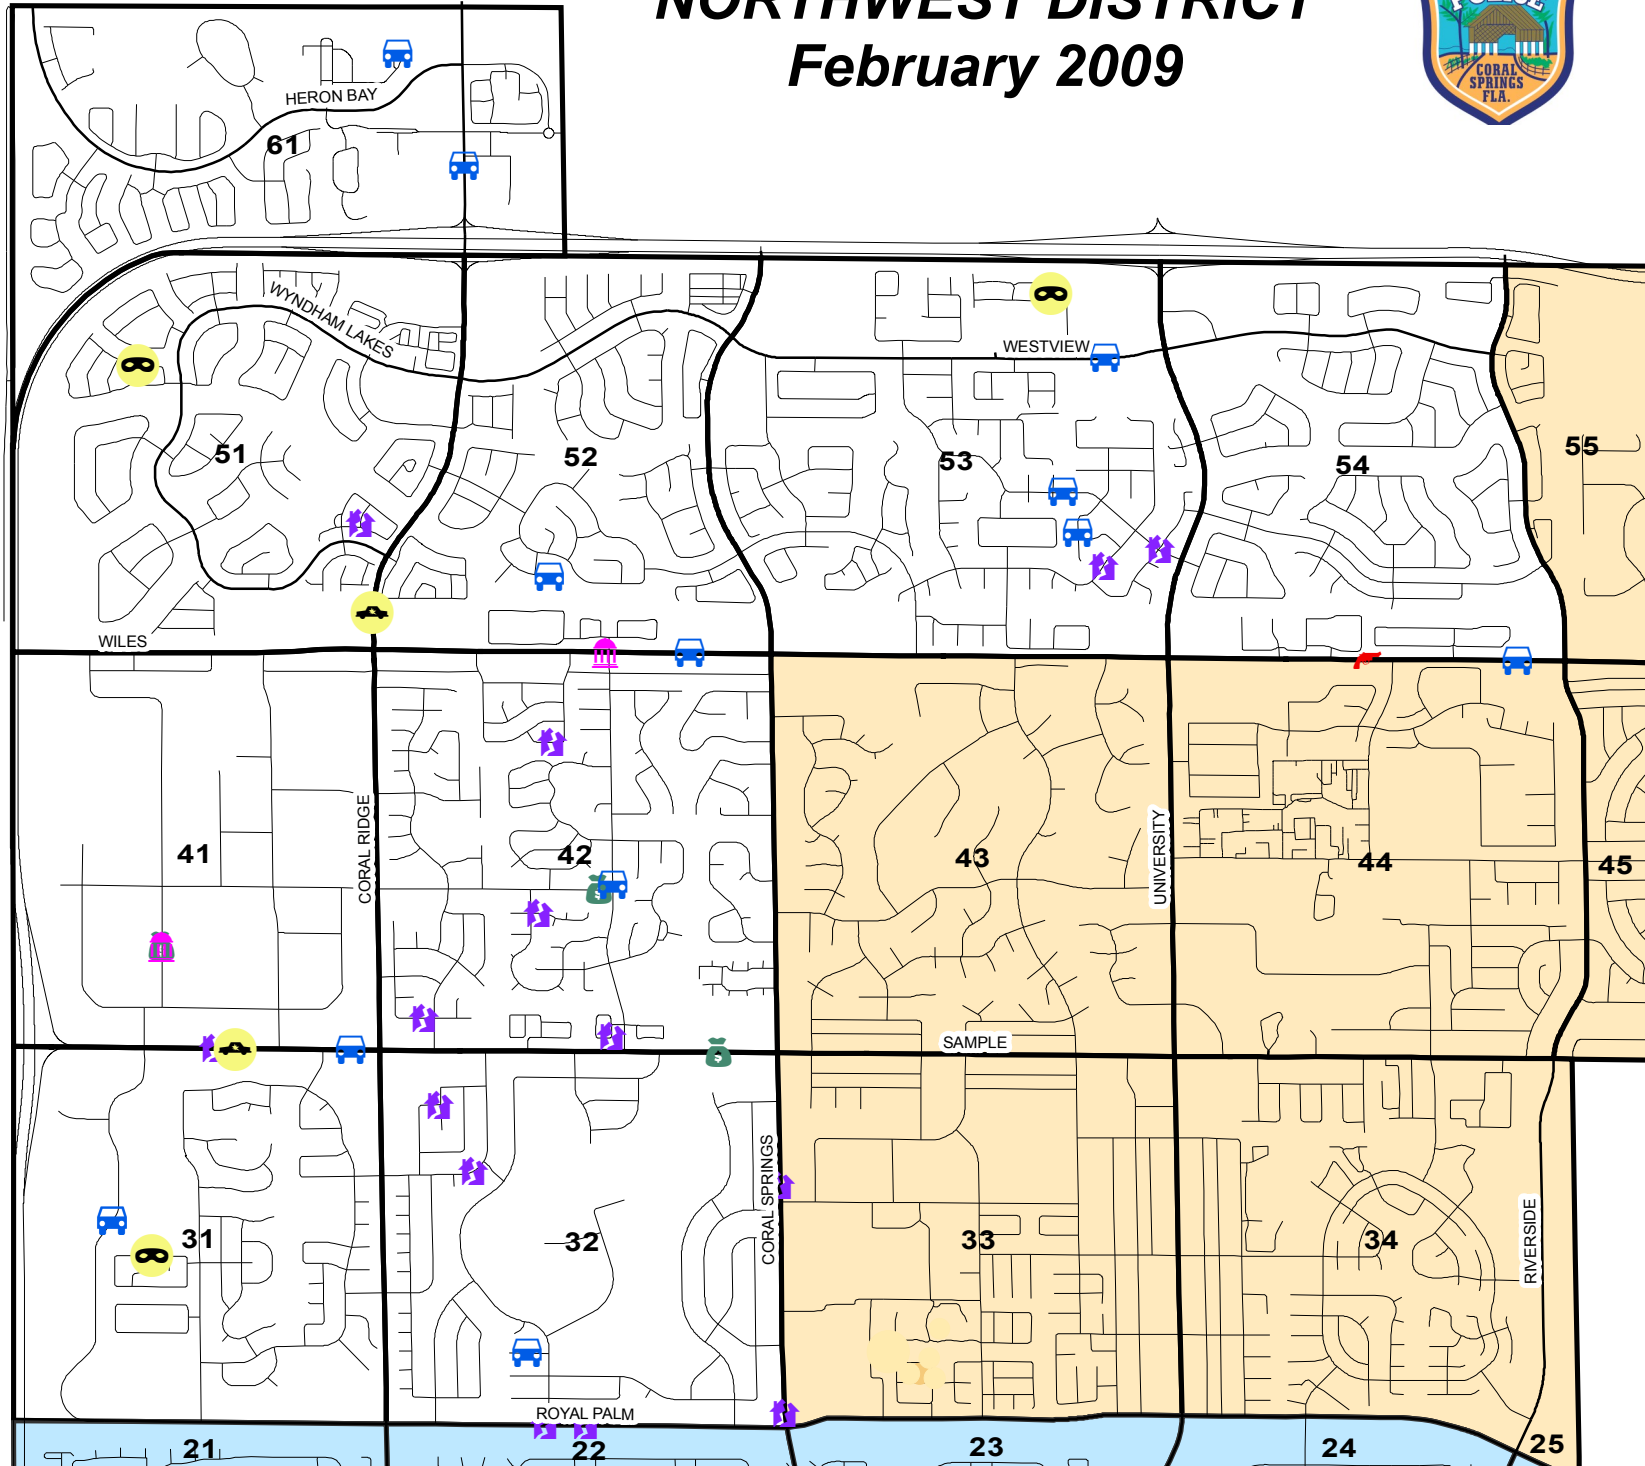 NORTHWEST DISTRICT
February 2009
POLICE
CORAL
SPRINGS
FLA.
HERON BAY
61
WYNDHAM LAKES
WESTVIEW
51
52
53
54
55
WILES
CORAL RIDGE
UNIVERSITY
41
42
43
44
45
SAMPLE
CORAL SPRINGS
RIVERSIDE
31
32
33
34
ROYAL PALM
21
22
23
24
25